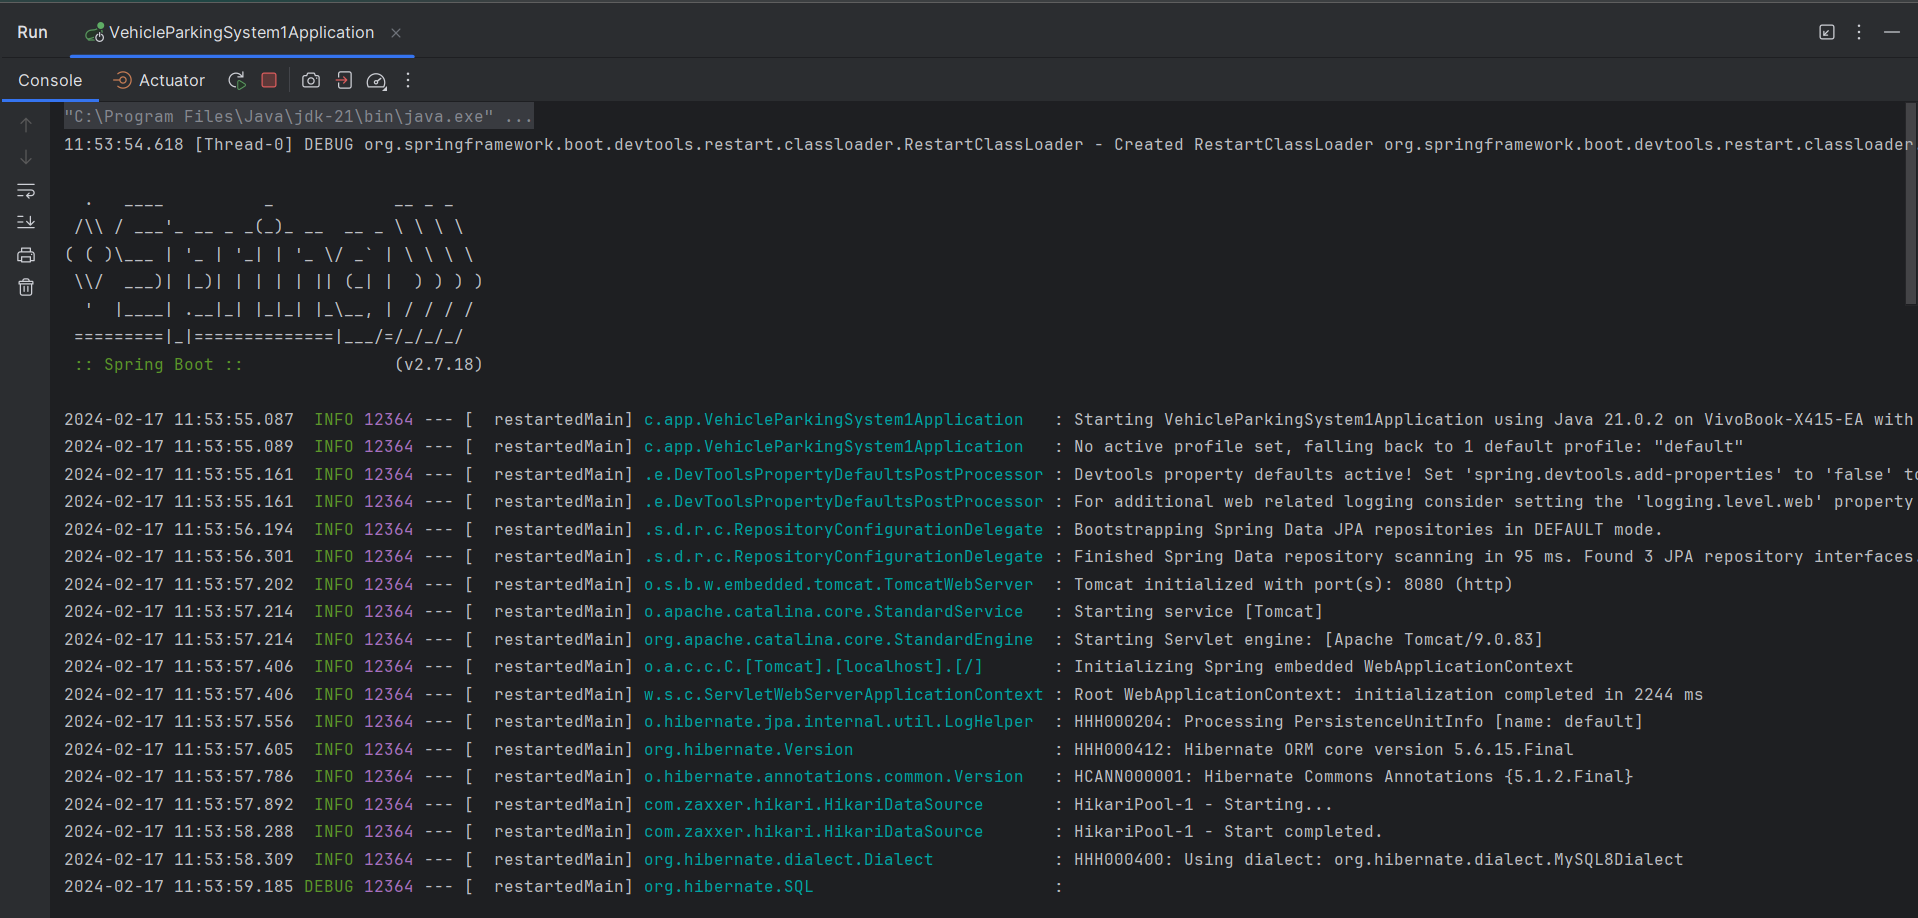 Run VehicleParkingSystem1Application
Console Actuator
"C:\Program Files\Java\jdk-21\bin\java.exe" ...
11:53:54.618 [Thread-0] DEBUG org.springframework.boot.devtools.restart.classloader.RestartClassLoader - Created RestartClassLoader org.springframework.boot.devtools.restart.classloader
  .   ____          _            __ _ _
 /\\ / ___'_ __ _ _(_)_ __  __ _ \ \ \ \
( ( )\___ | '_ | '_| | '_ \/ _` | \ \ \ \
 \\/  ___)| |_)| | | | | || (_| |  ) ) ) )
  '  |____| .__|_| |_|_| |_\__, | / / / /
 =========|_|==============|___/=/_/_/_/
 :: Spring Boot ::               (v2.7.18)
2024-02-17 11:53:55.087  INFO 12364 --- [  restartedMain] c.app.VehicleParkingSystem1Application   : Starting VehicleParkingSystem1Application using Java 21.0.2 on VivoBook-X415-EA with
2024-02-17 11:53:55.089  INFO 12364 --- [  restartedMain] c.app.VehicleParkingSystem1Application   : No active profile set, falling back to 1 default profile: "default"
2024-02-17 11:53:55.161  INFO 12364 --- [  restartedMain] .e.DevToolsPropertyDefaultsPostProcessor : Devtools property defaults active! Set 'spring.devtools.add-properties' to 'false' to
2024-02-17 11:53:55.161  INFO 12364 --- [  restartedMain] .e.DevToolsPropertyDefaultsPostProcessor : For additional web related logging consider setting the 'logging.level.web' property
2024-02-17 11:53:56.194  INFO 12364 --- [  restartedMain] .s.d.r.c.RepositoryConfigurationDelegate : Bootstrapping Spring Data JPA repositories in DEFAULT mode.
2024-02-17 11:53:56.301  INFO 12364 --- [  restartedMain] .s.d.r.c.RepositoryConfigurationDelegate : Finished Spring Data repository scanning in 95 ms. Found 3 JPA repository interfaces.
2024-02-17 11:53:57.202  INFO 12364 --- [  restartedMain] o.s.b.w.embedded.tomcat.TomcatWebServer  : Tomcat initialized with port(s): 8080 (http)
2024-02-17 11:53:57.214  INFO 12364 --- [  restartedMain] o.apache.catalina.core.StandardService   : Starting service [Tomcat]
2024-02-17 11:53:57.214  INFO 12364 --- [  restartedMain] org.apache.catalina.core.StandardEngine  : Starting Servlet engine: [Apache Tomcat/9.0.83]
2024-02-17 11:53:57.406  INFO 12364 --- [  restartedMain] o.a.c.c.C.[Tomcat].[localhost].[/]       : Initializing Spring embedded WebApplicationContext
2024-02-17 11:53:57.406  INFO 12364 --- [  restartedMain] w.s.c.ServletWebServerApplicationContext : Root WebApplicationContext: initialization completed in 2244 ms
2024-02-17 11:53:57.556  INFO 12364 --- [  restartedMain] o.hibernate.jpa.internal.util.LogHelper  : HHH000204: Processing PersistenceUnitInfo [name: default]
2024-02-17 11:53:57.605  INFO 12364 --- [  restartedMain] org.hibernate.Version                    : HHH000412: Hibernate ORM core version 5.6.15.Final
2024-02-17 11:53:57.786  INFO 12364 --- [  restartedMain] o.hibernate.annotations.common.Version   : HCANN000001: Hibernate Commons Annotations {5.1.2.Final}
2024-02-17 11:53:57.892  INFO 12364 --- [  restartedMain] com.zaxxer.hikari.HikariDataSource       : HikariPool-1 - Starting...
2024-02-17 11:53:58.288  INFO 12364 --- [  restartedMain] com.zaxxer.hikari.HikariDataSource       : HikariPool-1 - Start completed.
2024-02-17 11:53:58.309  INFO 12364 --- [  restartedMain] org.hibernate.dialect.Dialect            : HHH000400: Using dialect: org.hibernate.dialect.MySQL8Dialect
2024-02-17 11:53:59.185 DEBUG 12364 --- [  restartedMain] org.hibernate.SQL                        :